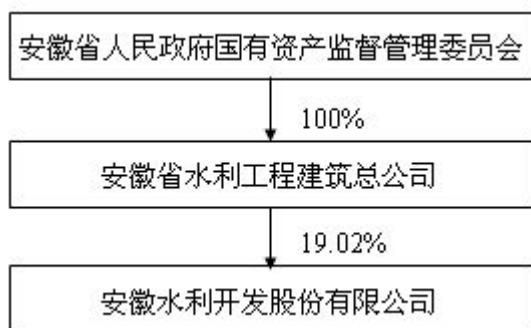 安徽省人民政府国有资产监督管理委员会
100%
安徽省水利工程建筑总公司
19.02%
安徽水利开发股份有限公司